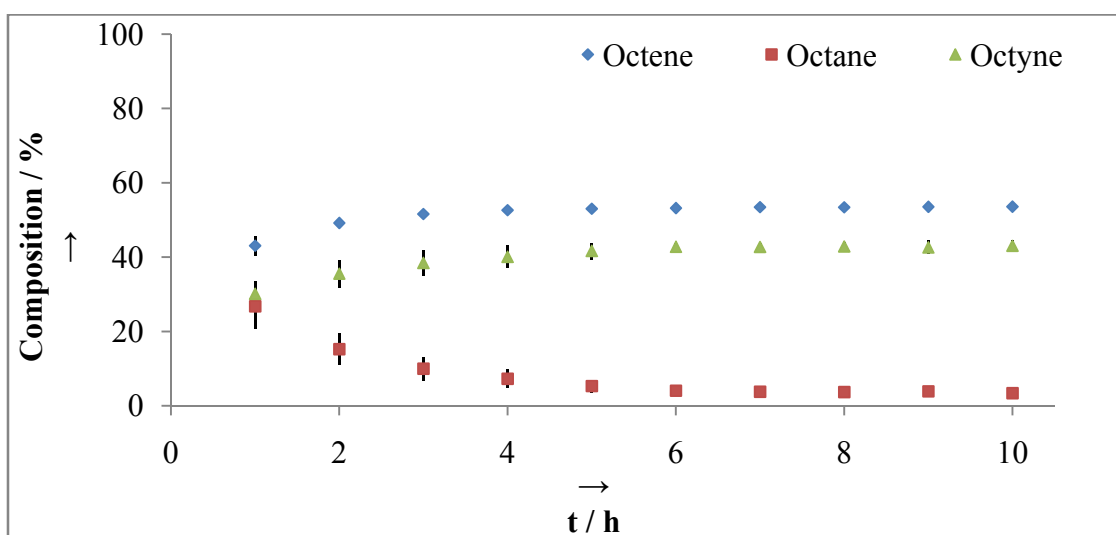 100
80
60
40
20
0
Composition / %
→
Octene Octane Octyne
0 2 4 6 8 10
→
t / h